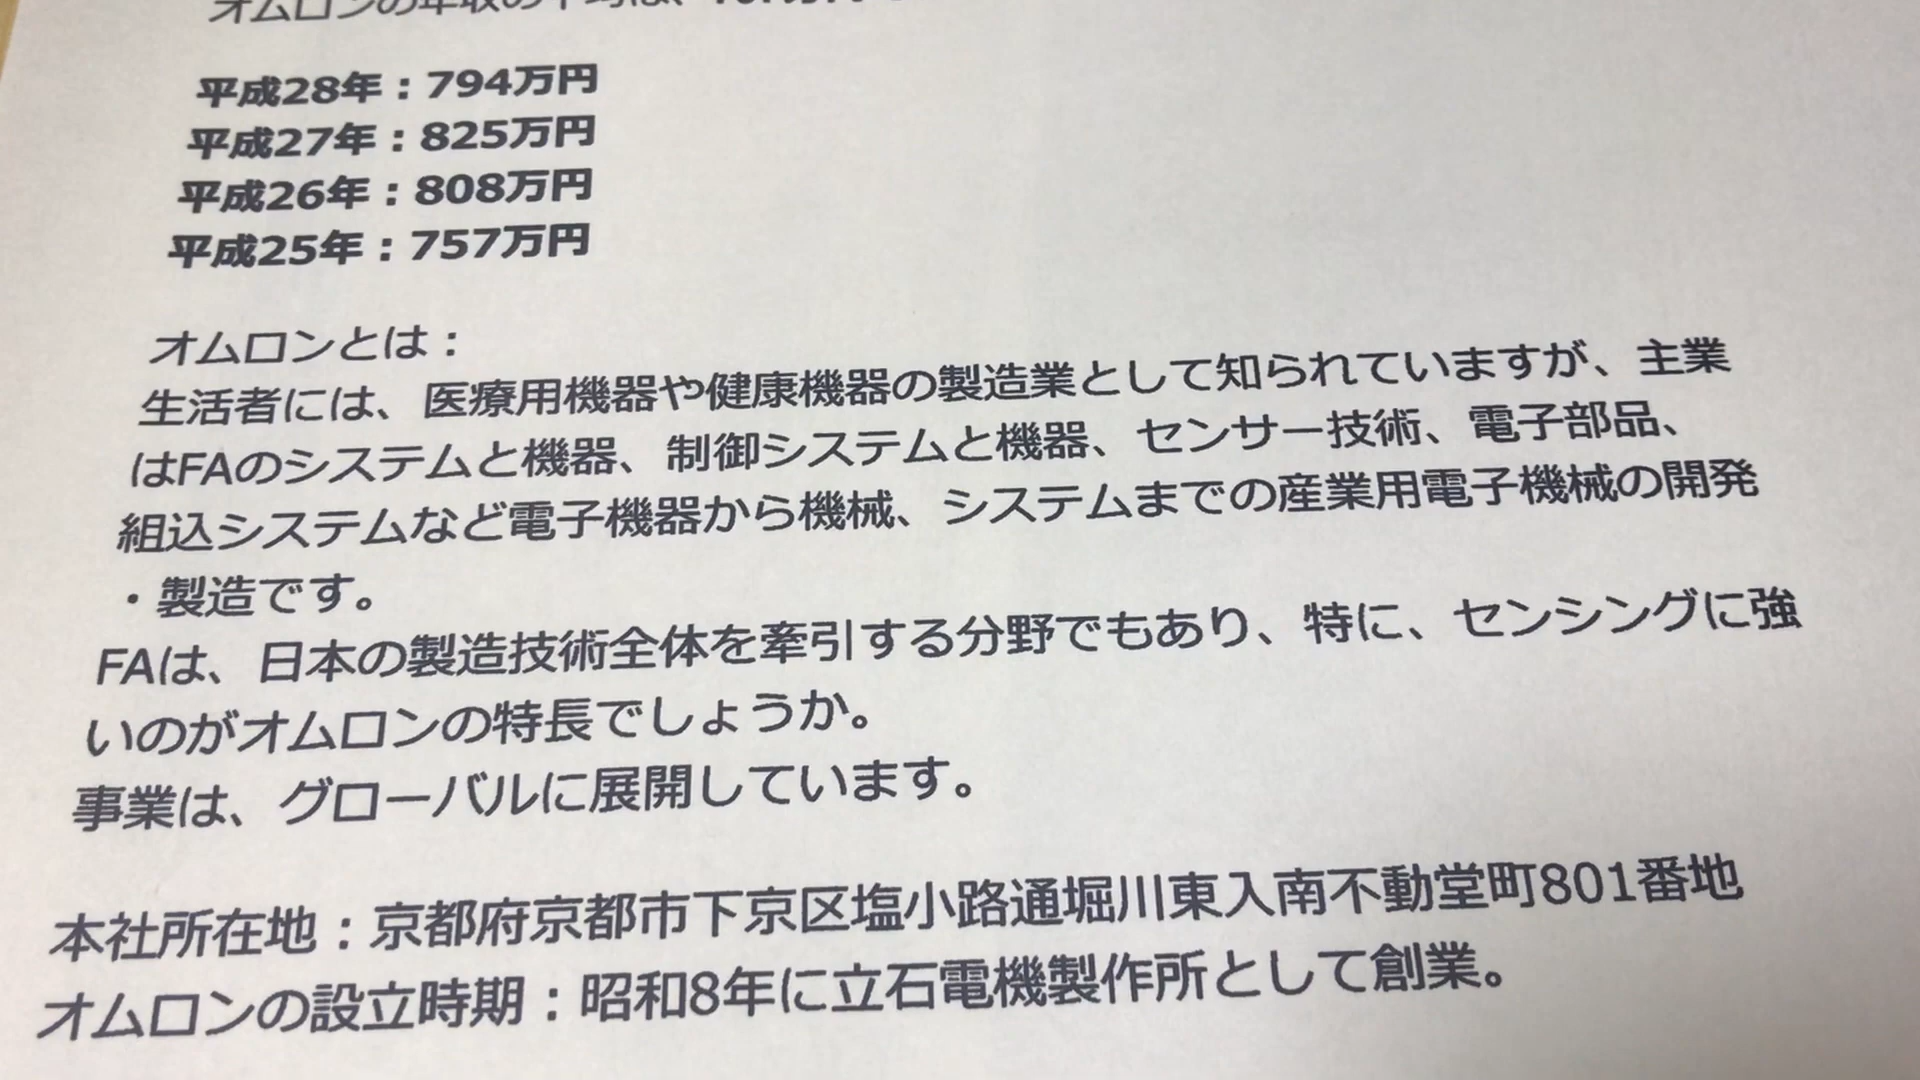 オムロンの年収の平均は、
平成28年：794万円
平成27年：825万円
平成26年：808万円
平成25年：757万円
オムロンとは：
生活者には、医療用機器や健康機器の製造業として知られていますが、主業
はFAのシステムと機器、制御システムと機器、センサー技術、電子部品、
組込システムなど電子機器から機械、システムまでの産業用電子機械の開発
・製造です。
FAは、日本の製造技術全体を牽引する分野でもあり、特に、センシングに強
いのがオムロンの特長でしょうか。
事業は、グローバルに展開しています。
本社所在地：京都府京都市下京区塩小路通堀川東入南不動堂町801番地
オムロンの設立時期：昭和8年に立石電機製作所として創業。